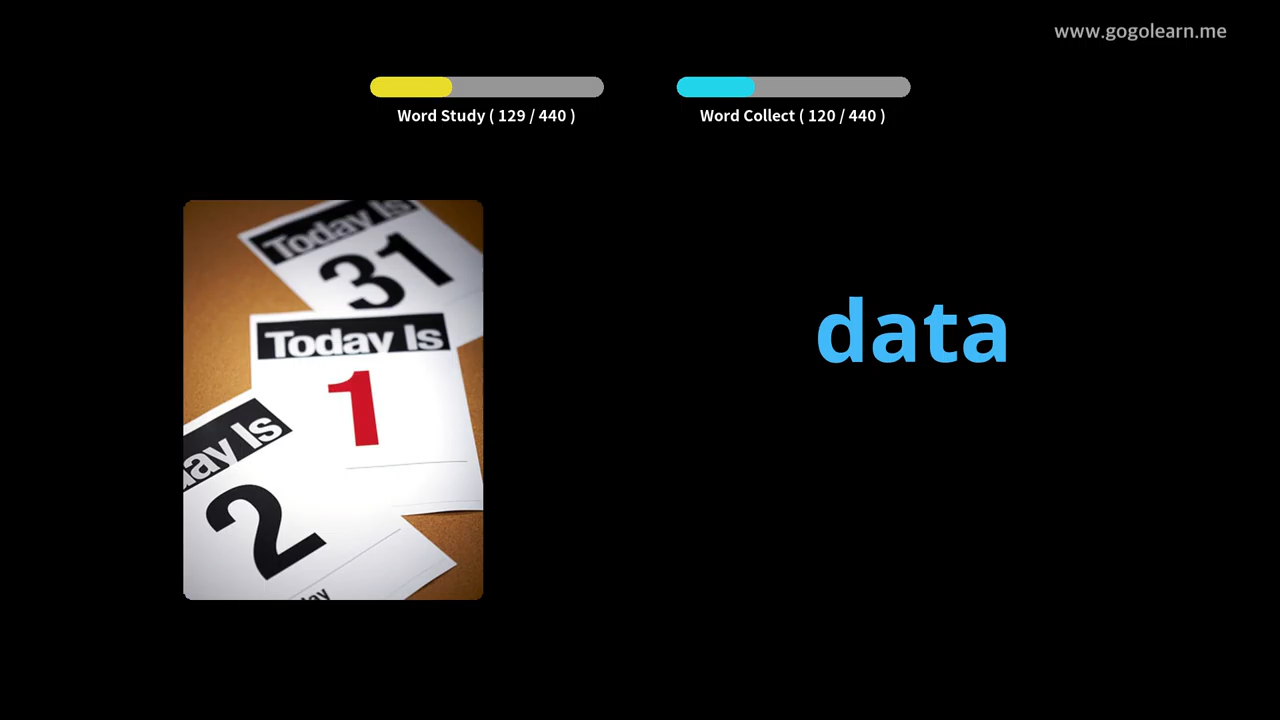 www.gogolearn.me
Word Study ( 129 / 440 )
Word Collect ( 120 / 440 )
Today Is
31
Today Is
1
data
ay Is
2